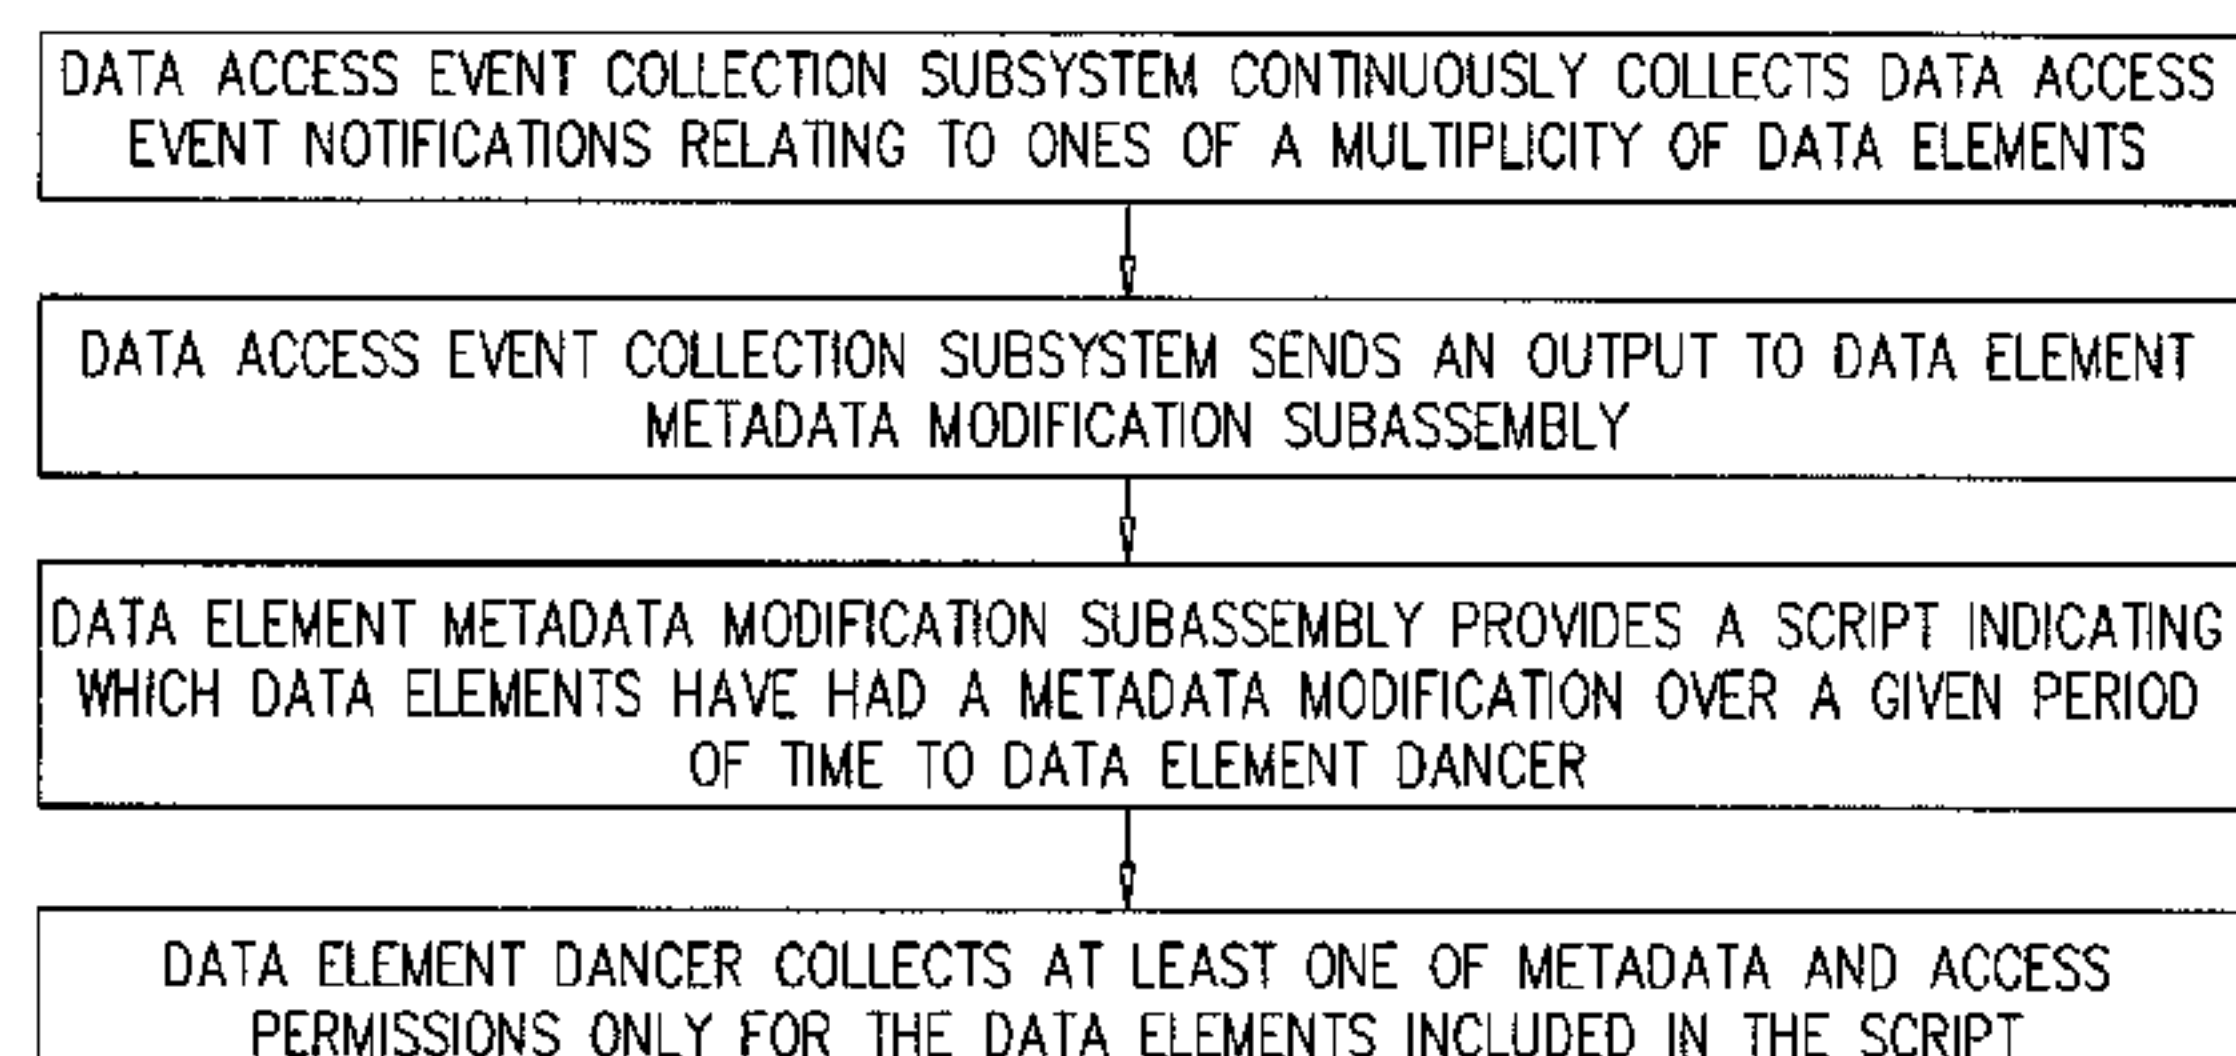 DATA ACCESS EVENT COLLECTION SUBSYSTEM CONTINUOUSLY COLLECTS DATA ACCESS
EVENT NOTIFICATIONS RELATING TO ONES OF A MULTIPLICITY OF DATA ELEMENTS
DATA ACCESS EVENT COLLECTION SUBSYSTEM SENDS AN OUTPUT TO DATA ELEMENT
METADATA MODIFICATION SUBASSEMBLY
DATA ELEMENT METADATA MODIFICATION SUBASSEMBLY PROVIDES A SCRIPT INDICATING
WHICH DATA ELEMENTS HAVE HAD A METADATA MODIFICATION OVER A GIVEN PERIOD
OF TIME TO DATA ELEMENT DANCER
DATA ELEMENT DANCER COLLECTS AT LEAST ONE OF METADATA AND ACCESS
PERMISSIONS ONLY FOR THE DATA ELEMENTS INCLUDED IN THE SCRIPT